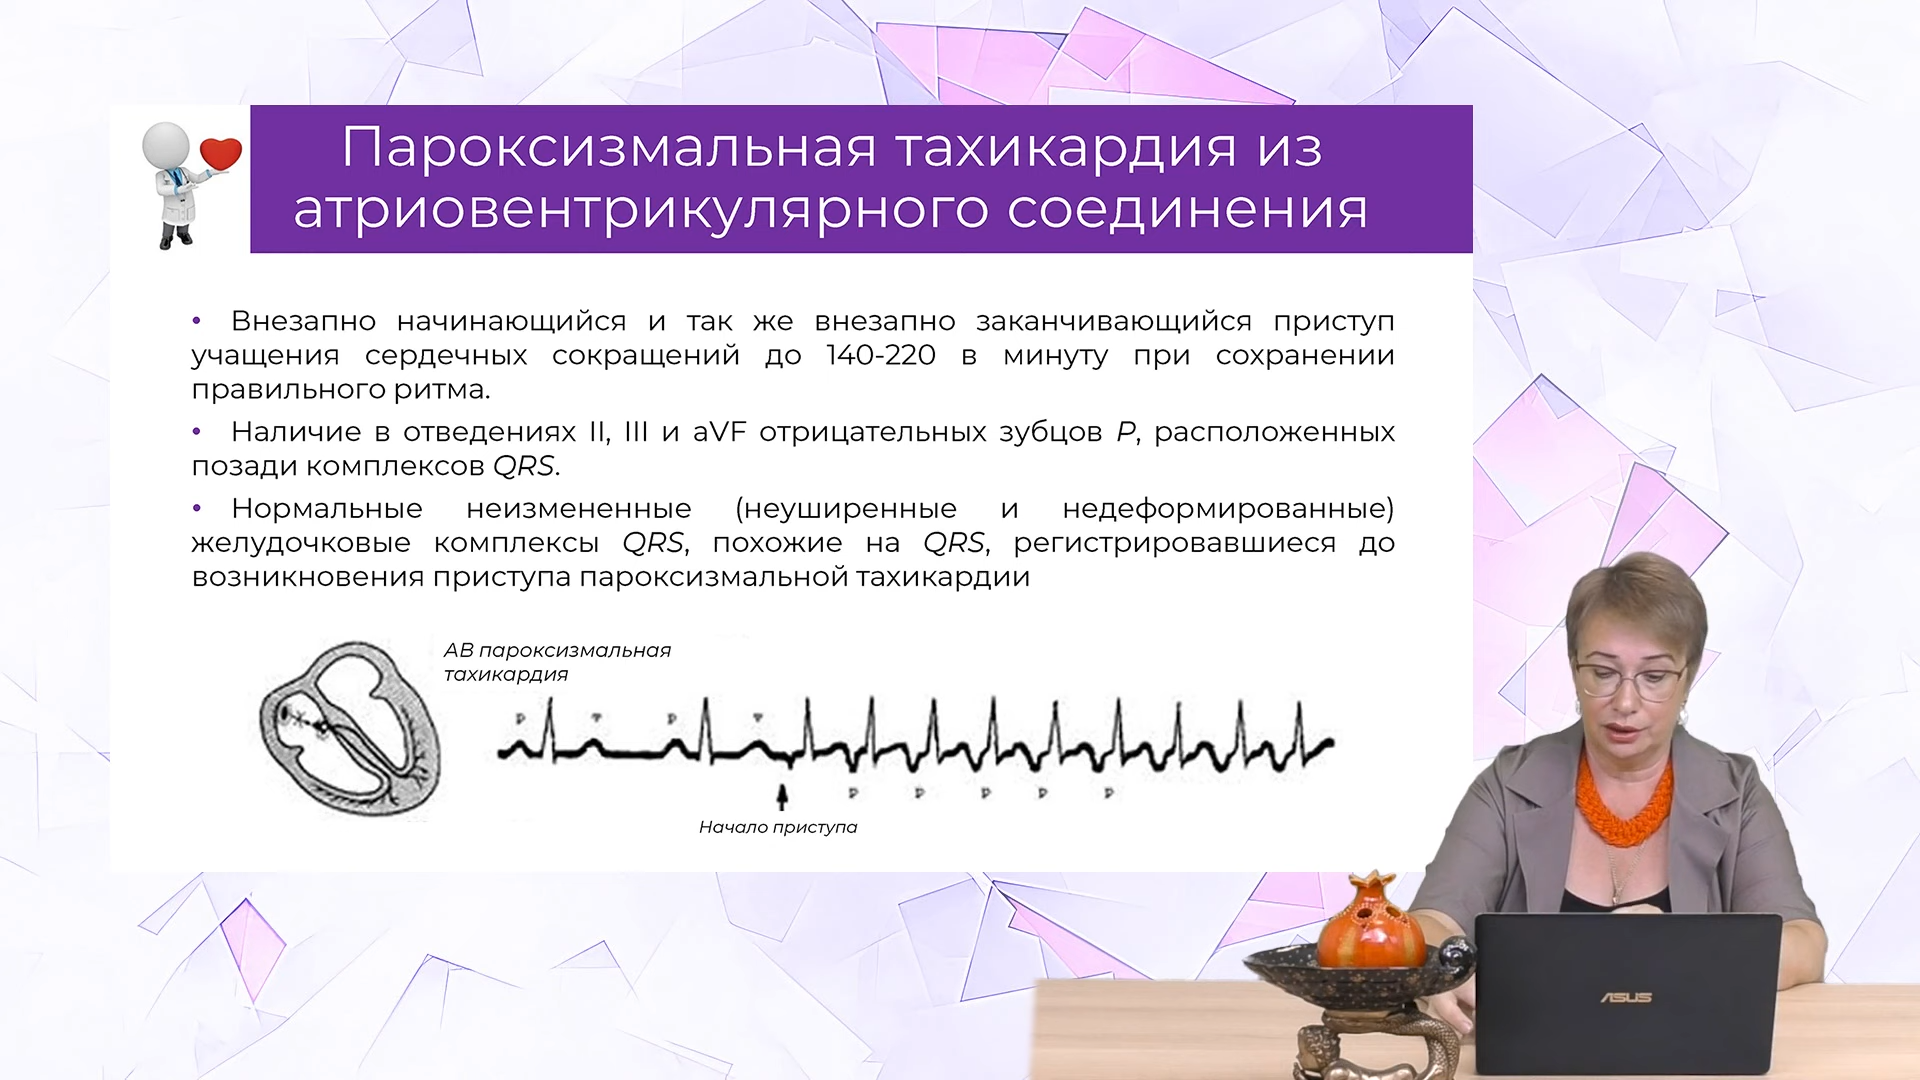 Пароксизмальная тахикардия из
атриовентрикулярного соединения
• Внезапно начинающийся и так же внезапно заканчивающийся приступ
учащения сердечных сокращений до 140-220 в минуту при сохранении
правильного ритма.
• Наличие в отведениях II, III и aVF отрицательных зубцов P, расположенных
позади комплексов QRS.
• Нормальные неизмененные (неуширенные и недеформированные)
желудочковые комплексы QRS, похожие на QRS, регистрировавшиеся до
возникновения приступа пароксизмальной тахикардии
АВ пароксизмальная
тахикардия
P T P T
P P P P P
Начало приступа
ASUS